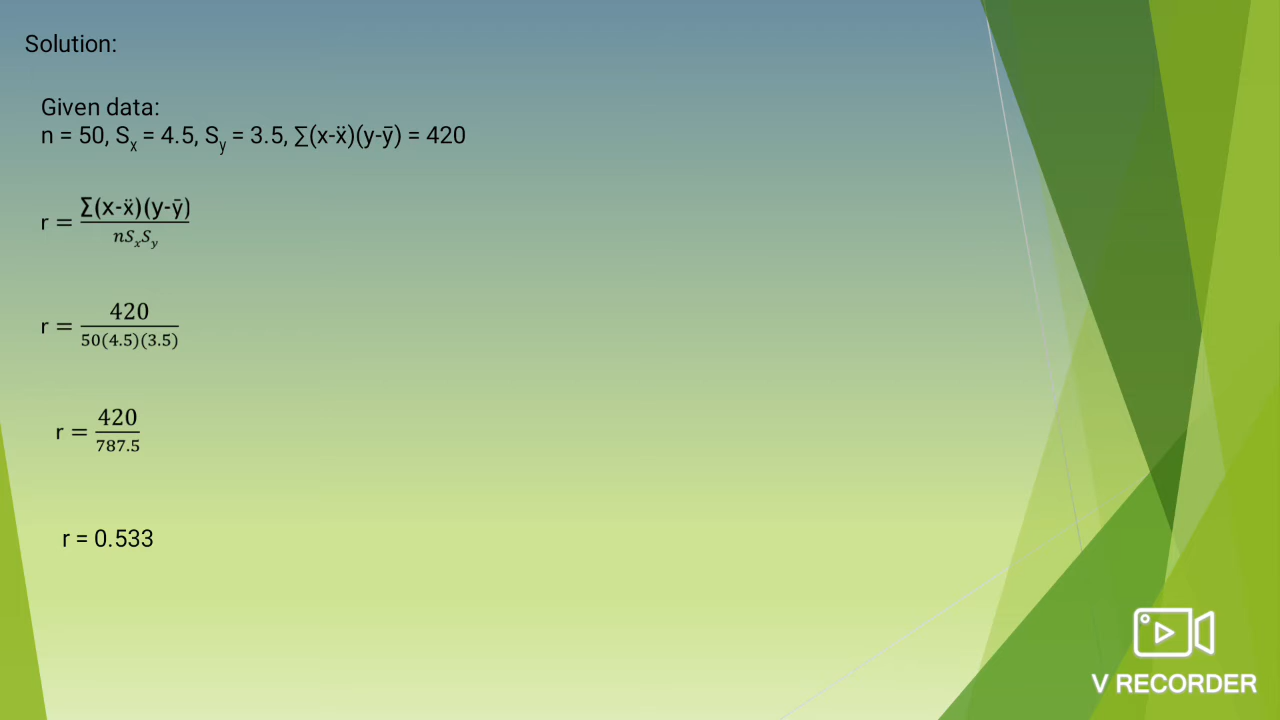 Solution:
Given data:
n = 50, Sx = 4.5, Sy = 3.5, ∑(x-ẍ)(y-ȳ) = 420
r = ∑(x-ẍ)(y-ȳ) / nSxSy
r = 420 / 50(4.5)(3.5)
r = 420 / 787.5
r = 0.533
V RECORDER